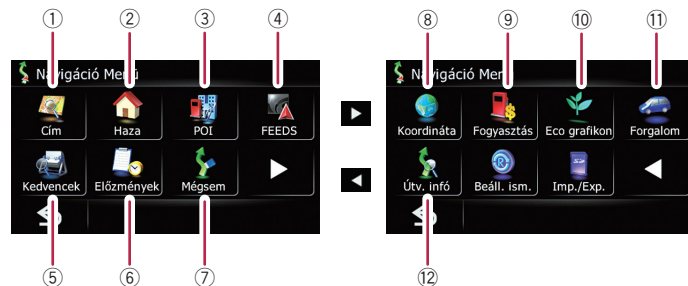 ① ② ③ ④ ⑧ ⑨ ⑩ ⑪
Navigáció Menü
Navigáció Men
Cím Haza POI FEEDS
Koordináta Fogyasztás Eco grafikon Forgalom
Kedvencek Előzmények Mégsem
Útv. infó Beáll. ism. Imp./Exp.
⑤ ⑥ ⑦ ⑫